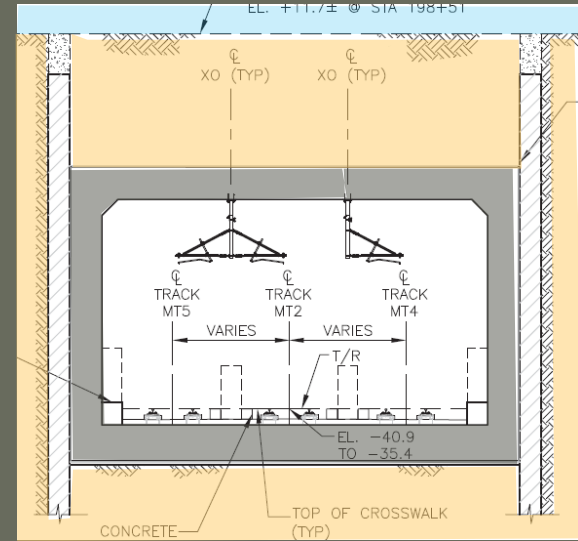 EL. +11.7± @ STA 198+51
℄
XO (TYP)
℄
XO (TYP)
℄
TRACK
MT5
℄
TRACK
MT2
℄
TRACK
MT4
VARIES
VARIES
T/R
EL. -40.9
TO -35.4
TOP OF CROSSWALK
(TYP)
CONCRETE